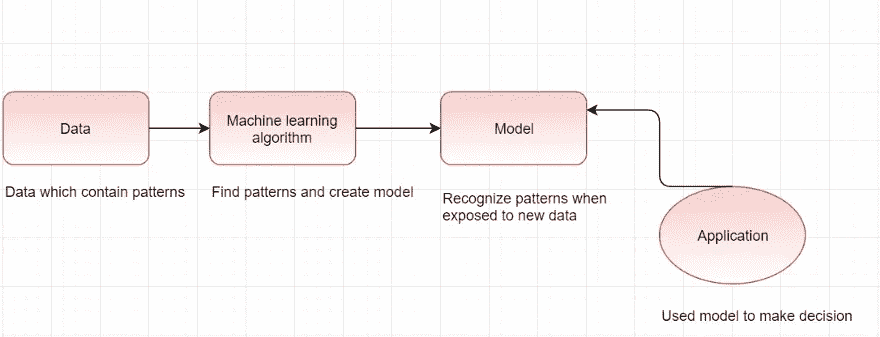 Data
Machine learning
algorithm
Model
Data which contain patterns
Find patterns and create model
Recognize patterns when
exposed to new data
Application
Used model to make decision